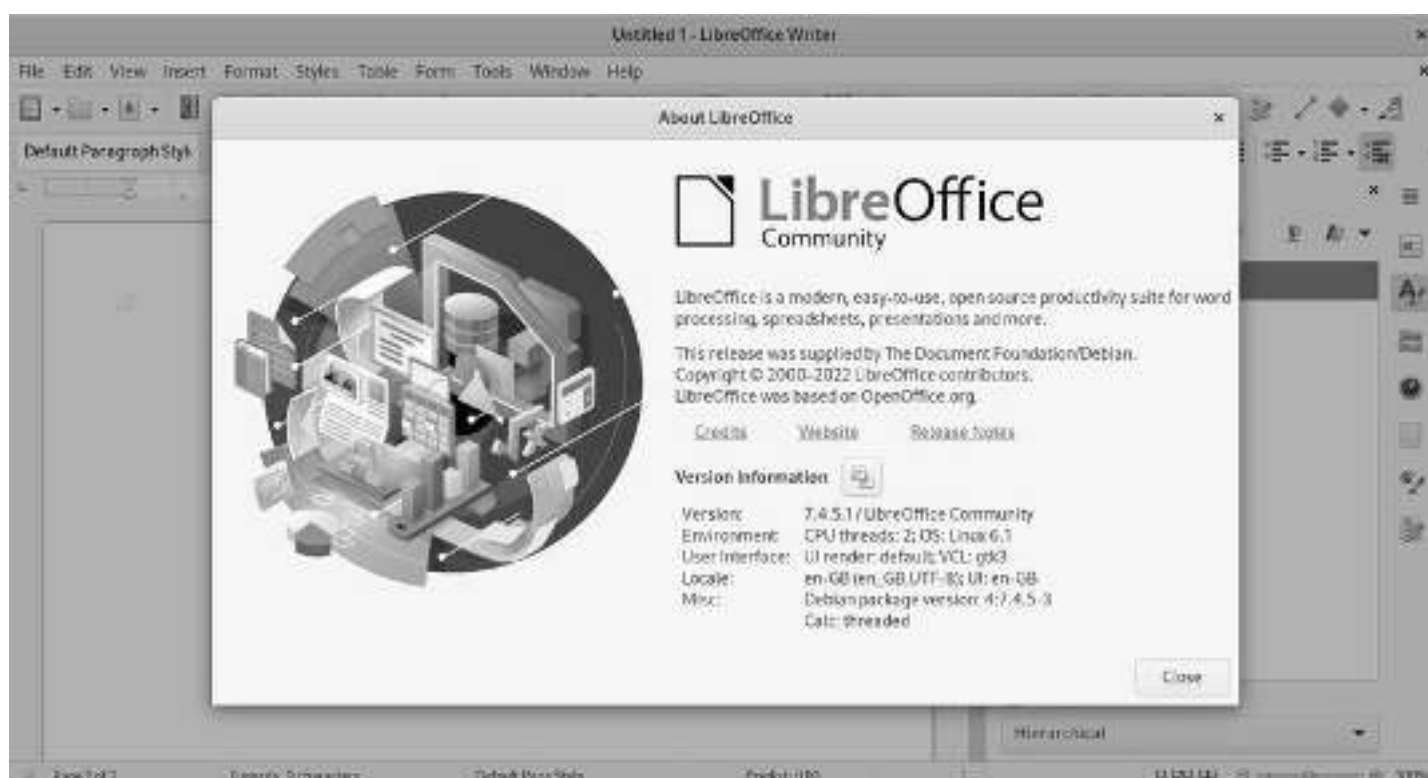 Untitled 1 - LibreOffice Writer
File Edit View Insert Format Styles Table Form Tools Window Help
About LibreOffice
Default Paragraph Style
LibreOffice
Community
LibreOffice is a modern, easy-to-use, open source productivity suite for word
processing, spreadsheets, presentations and more.
This release was supplied by The Document Foundation/Debian.
Copyright © 2000–2022 LibreOffice contributors.
LibreOffice was based on OpenOffice.org.
Credits Website Release Notes
Version Information
Version: 7.4.5.1 / LibreOffice Community
Environment: CPU threads: 2; OS: Linux 6.1
User Interface: UI render: default; VCL: gtk3
Locale: en-GB (en_GB.UTF-8); UI: en-GB
Misc: Debian package version: 4:7.4.5-3
Calc: threaded
Close
Hierarchical
Default Page Style